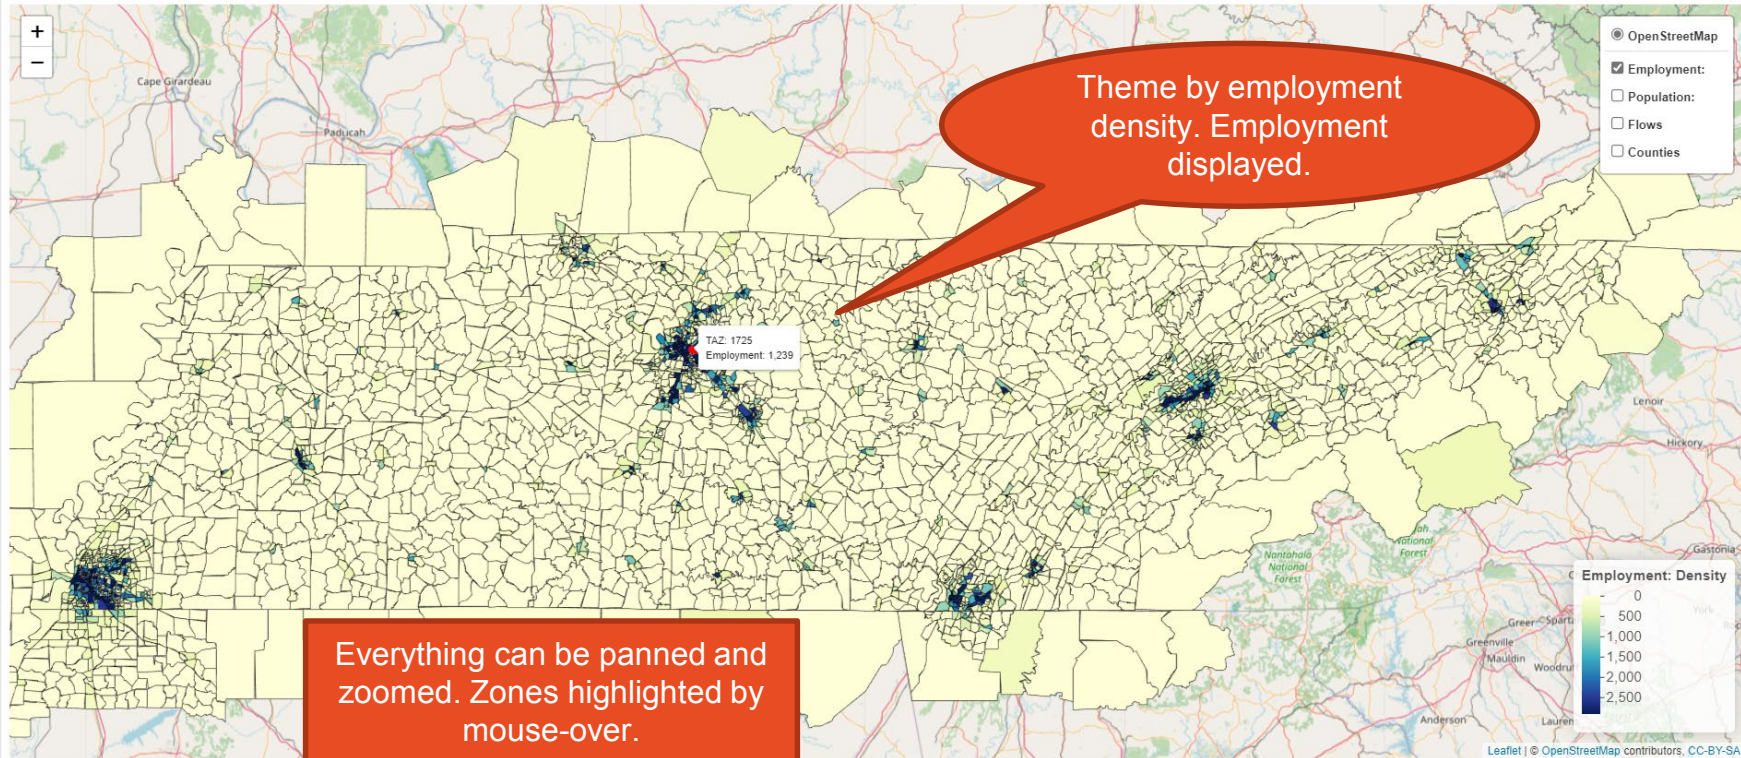 +
−
Cape Girardeau
Paducah
Theme by employment
density. Employment
displayed.
OpenStreetMap
Employment:
Population:
Flows
Counties
TAZ: 1725
Employment: 1,239
Lenoir
Hickory
Nantahala
National
Forest
National
Forest
Gastonia
Employment: Density
0
500
1,000
1,500
2,000
2,500
York
Greer
Greenville
Mauldin
Anderson
Everything can be panned and
zoomed. Zones highlighted by
mouse-over.
Leaflet | © OpenStreetMap contributors, CC-BY-SA